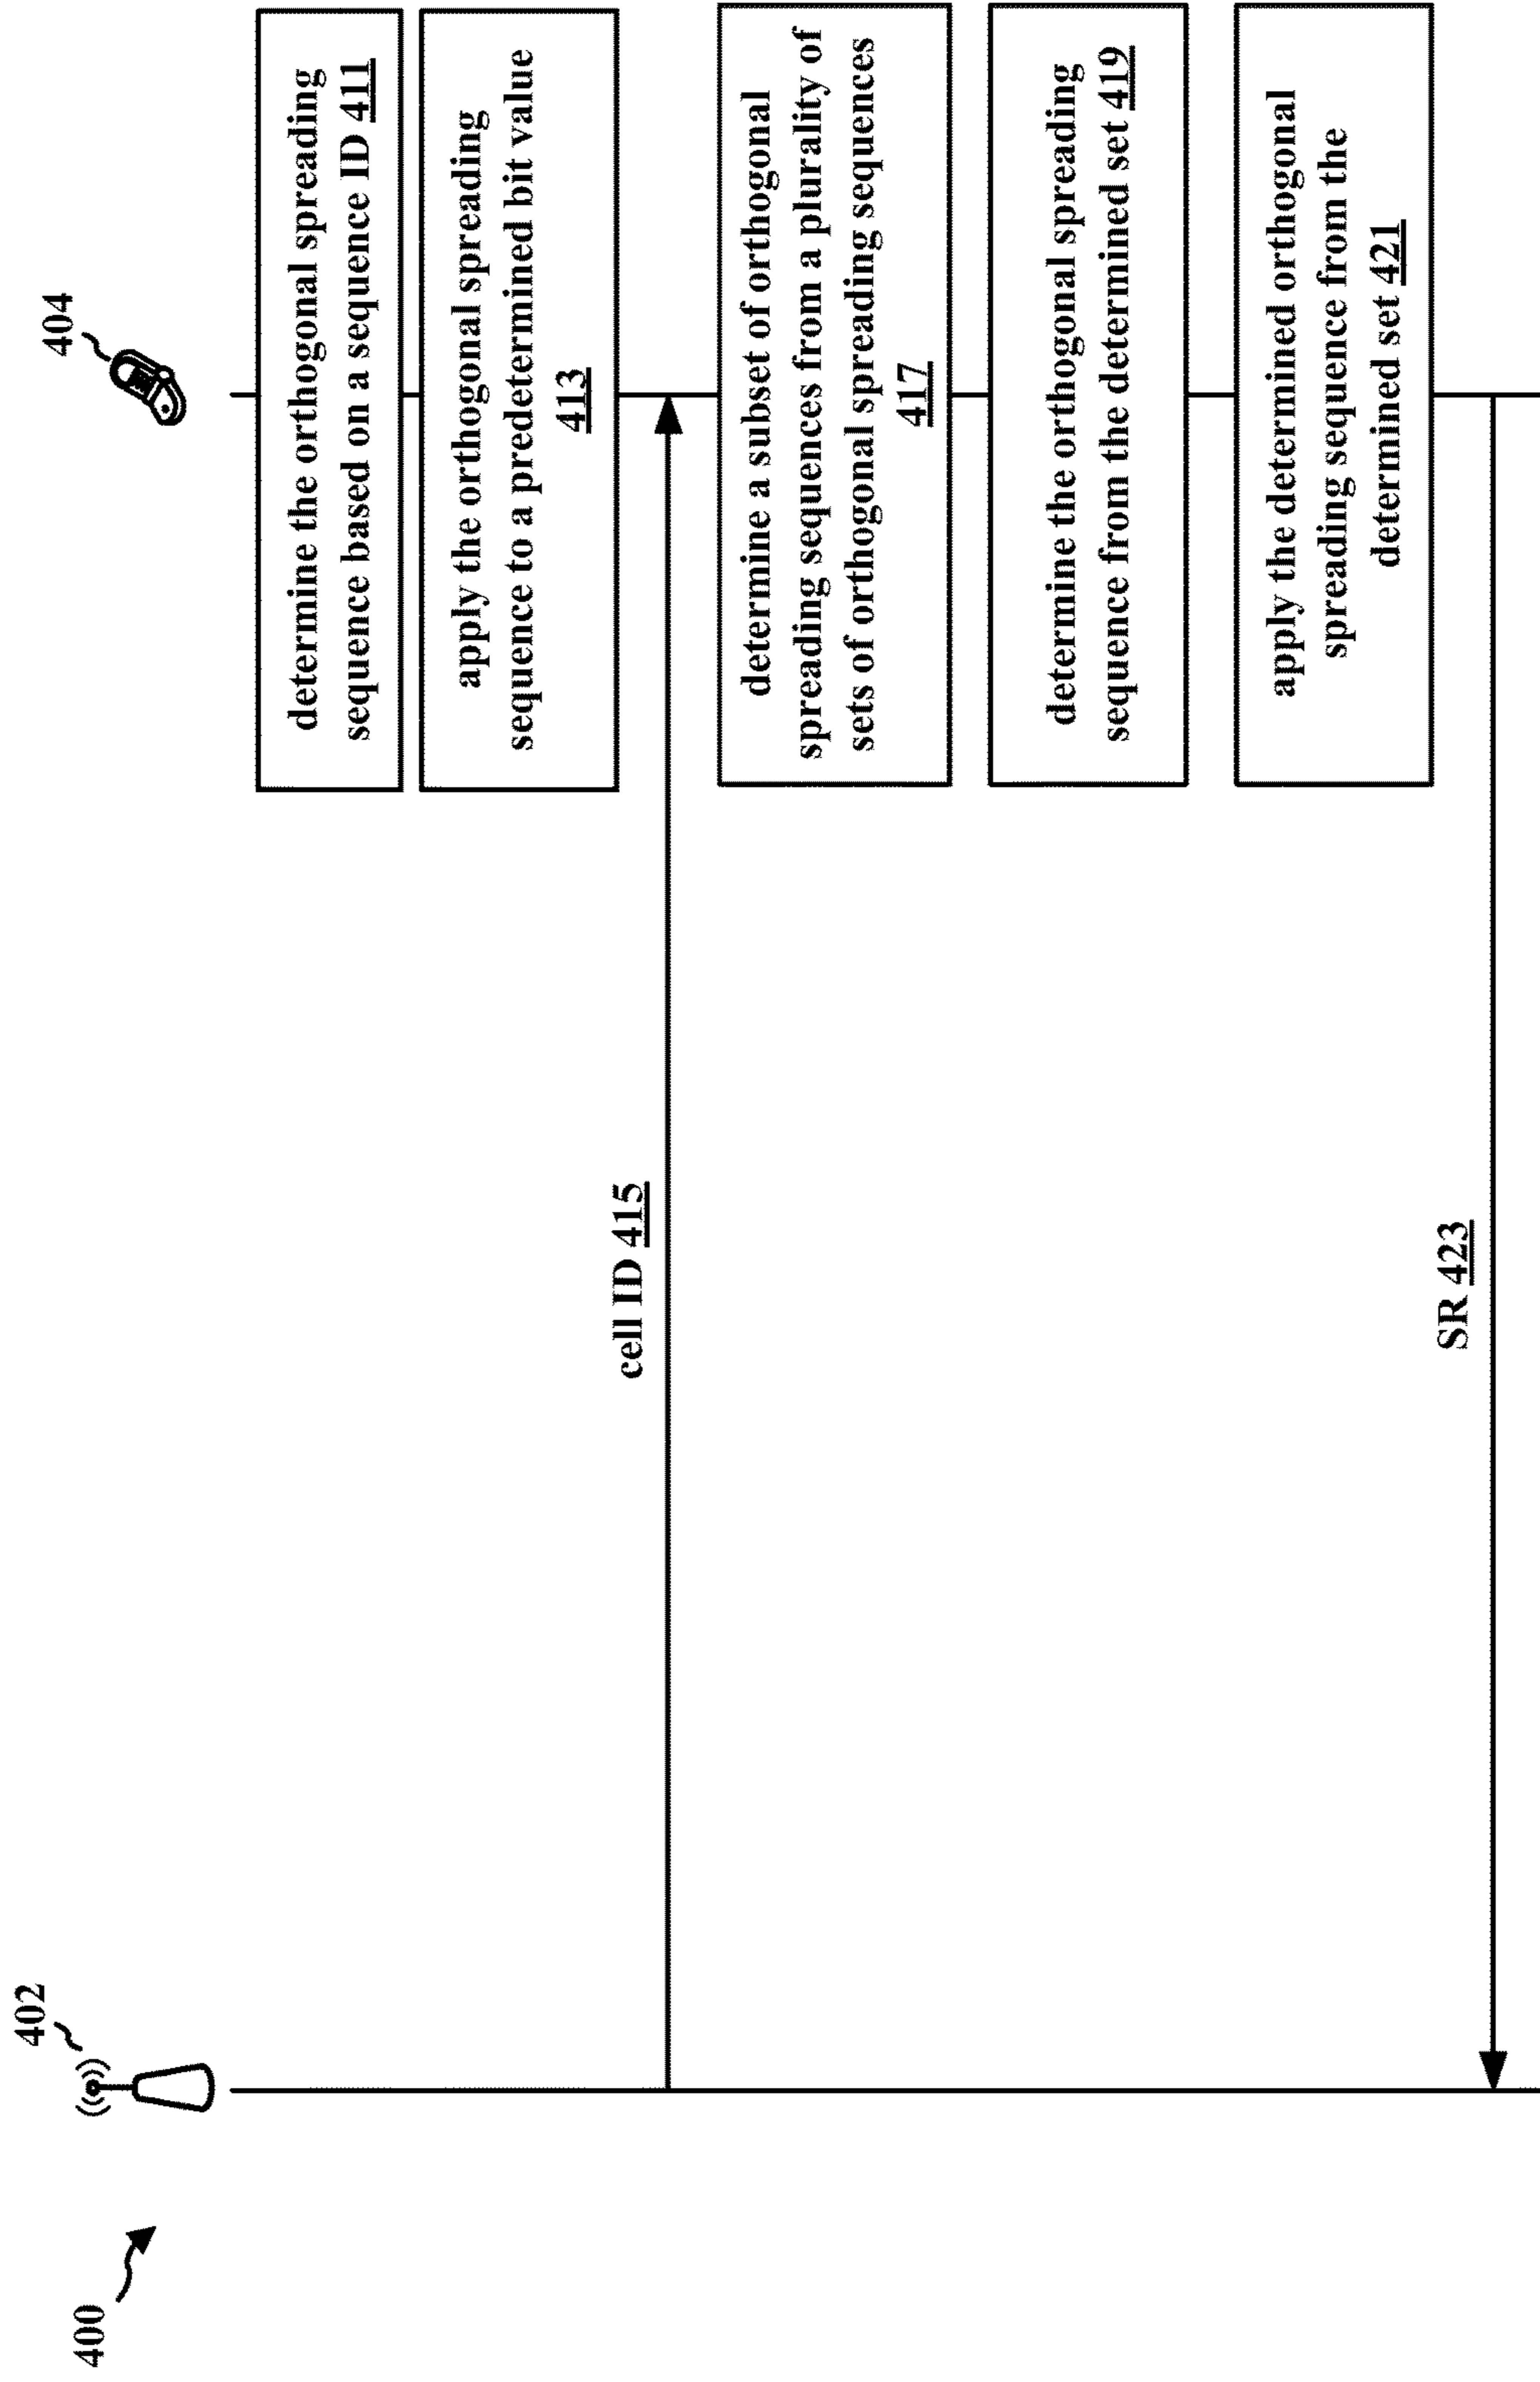 400
402
404
determine the orthogonal spreading
sequence based on a sequence ID 411
apply the orthogonal spreading
sequence to a predetermined bit value
413
cell ID 415
determine a subset of orthogonal
spreading sequences from a plurality of
sets of orthogonal spreading sequences
417
determine the orthogonal spreading
sequence from the determined set 419
apply the determined orthogonal
spreading sequence from the
determined set 421
SR 423